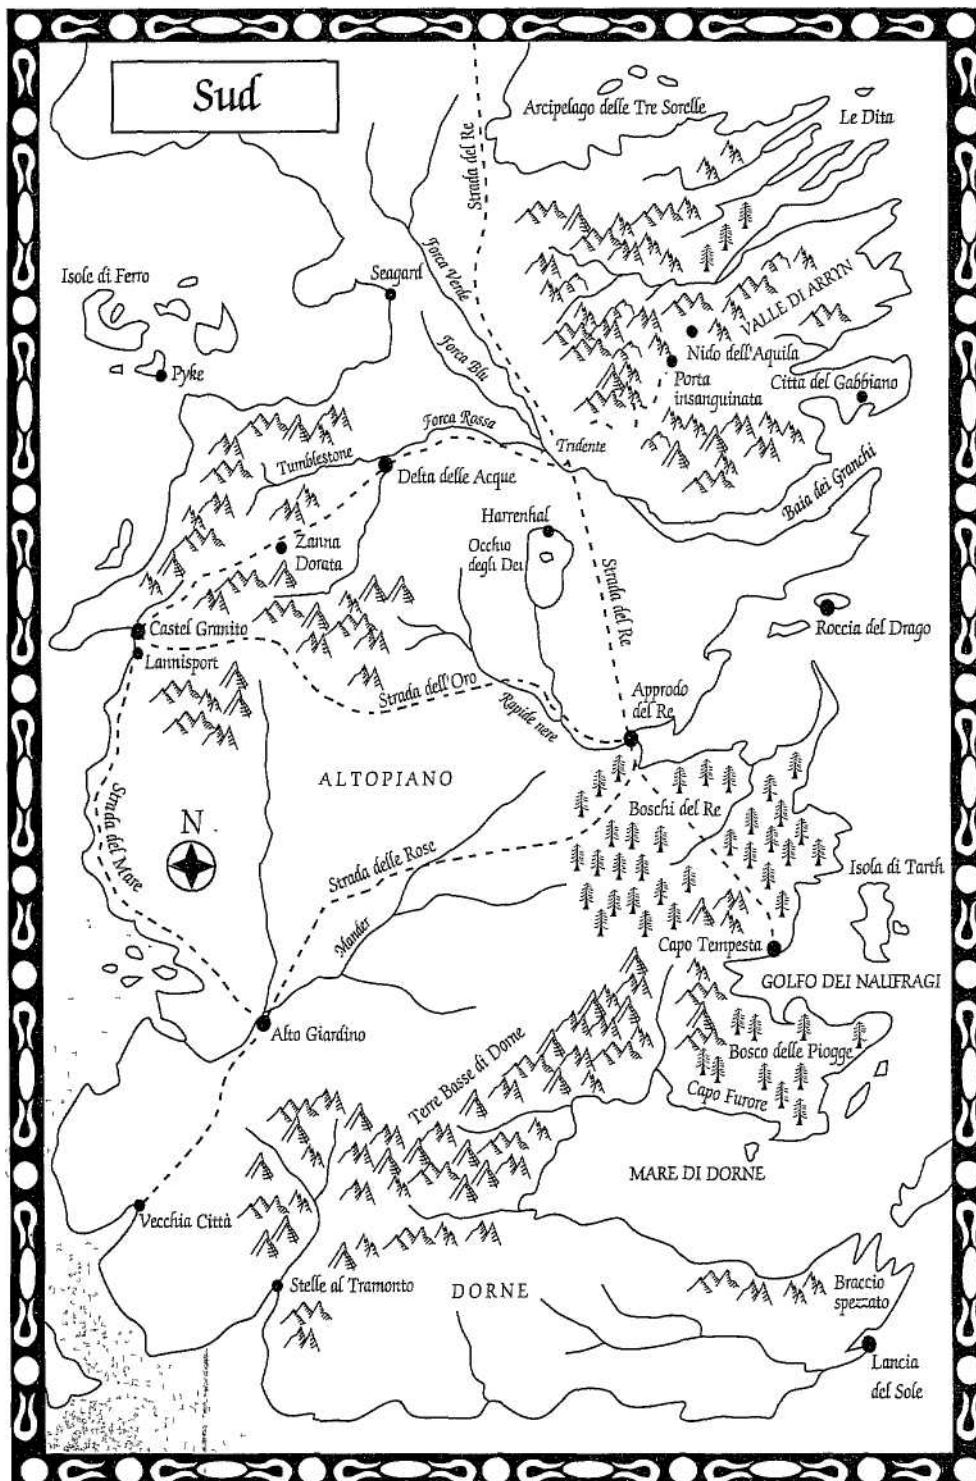 Sud
Arcipelago delle Tre Sorelle
Le Dita
Strada del Re
Isole di Ferro
Seagard
Forca Verde
VALLE DI ARRYN
Nido dell'Aquila
Pyke
Forca Blu
Porta
insanguinata
Città del Gabbiano
Forca Rossa
Tridente
Tumblestone
Delta delle Acque
Baia dei Granchi
Harrenhal
Occhio
degli Dei
Zanna
Dorata
Strada del Re
Castel Granito
Roccia del Drago
Lannisport
Strada dell'Oro
Rapide nere
Approdo
del Re
ALTOPIANO
Boschi del Re
Strada del Mare
N
Strada delle Rose
Isola di Tarth
Mander
Capo Tempesta
GOLFO DEI NAUFRAGI
Alto Giardino
Bosco delle Piogge
Terre Basse di Dorne
Capo Furore
MARE DI DORNE
Vecchia Città
Stelle al Tramonto
DORNE
Braccio
spezzato
Lancia
del Sole